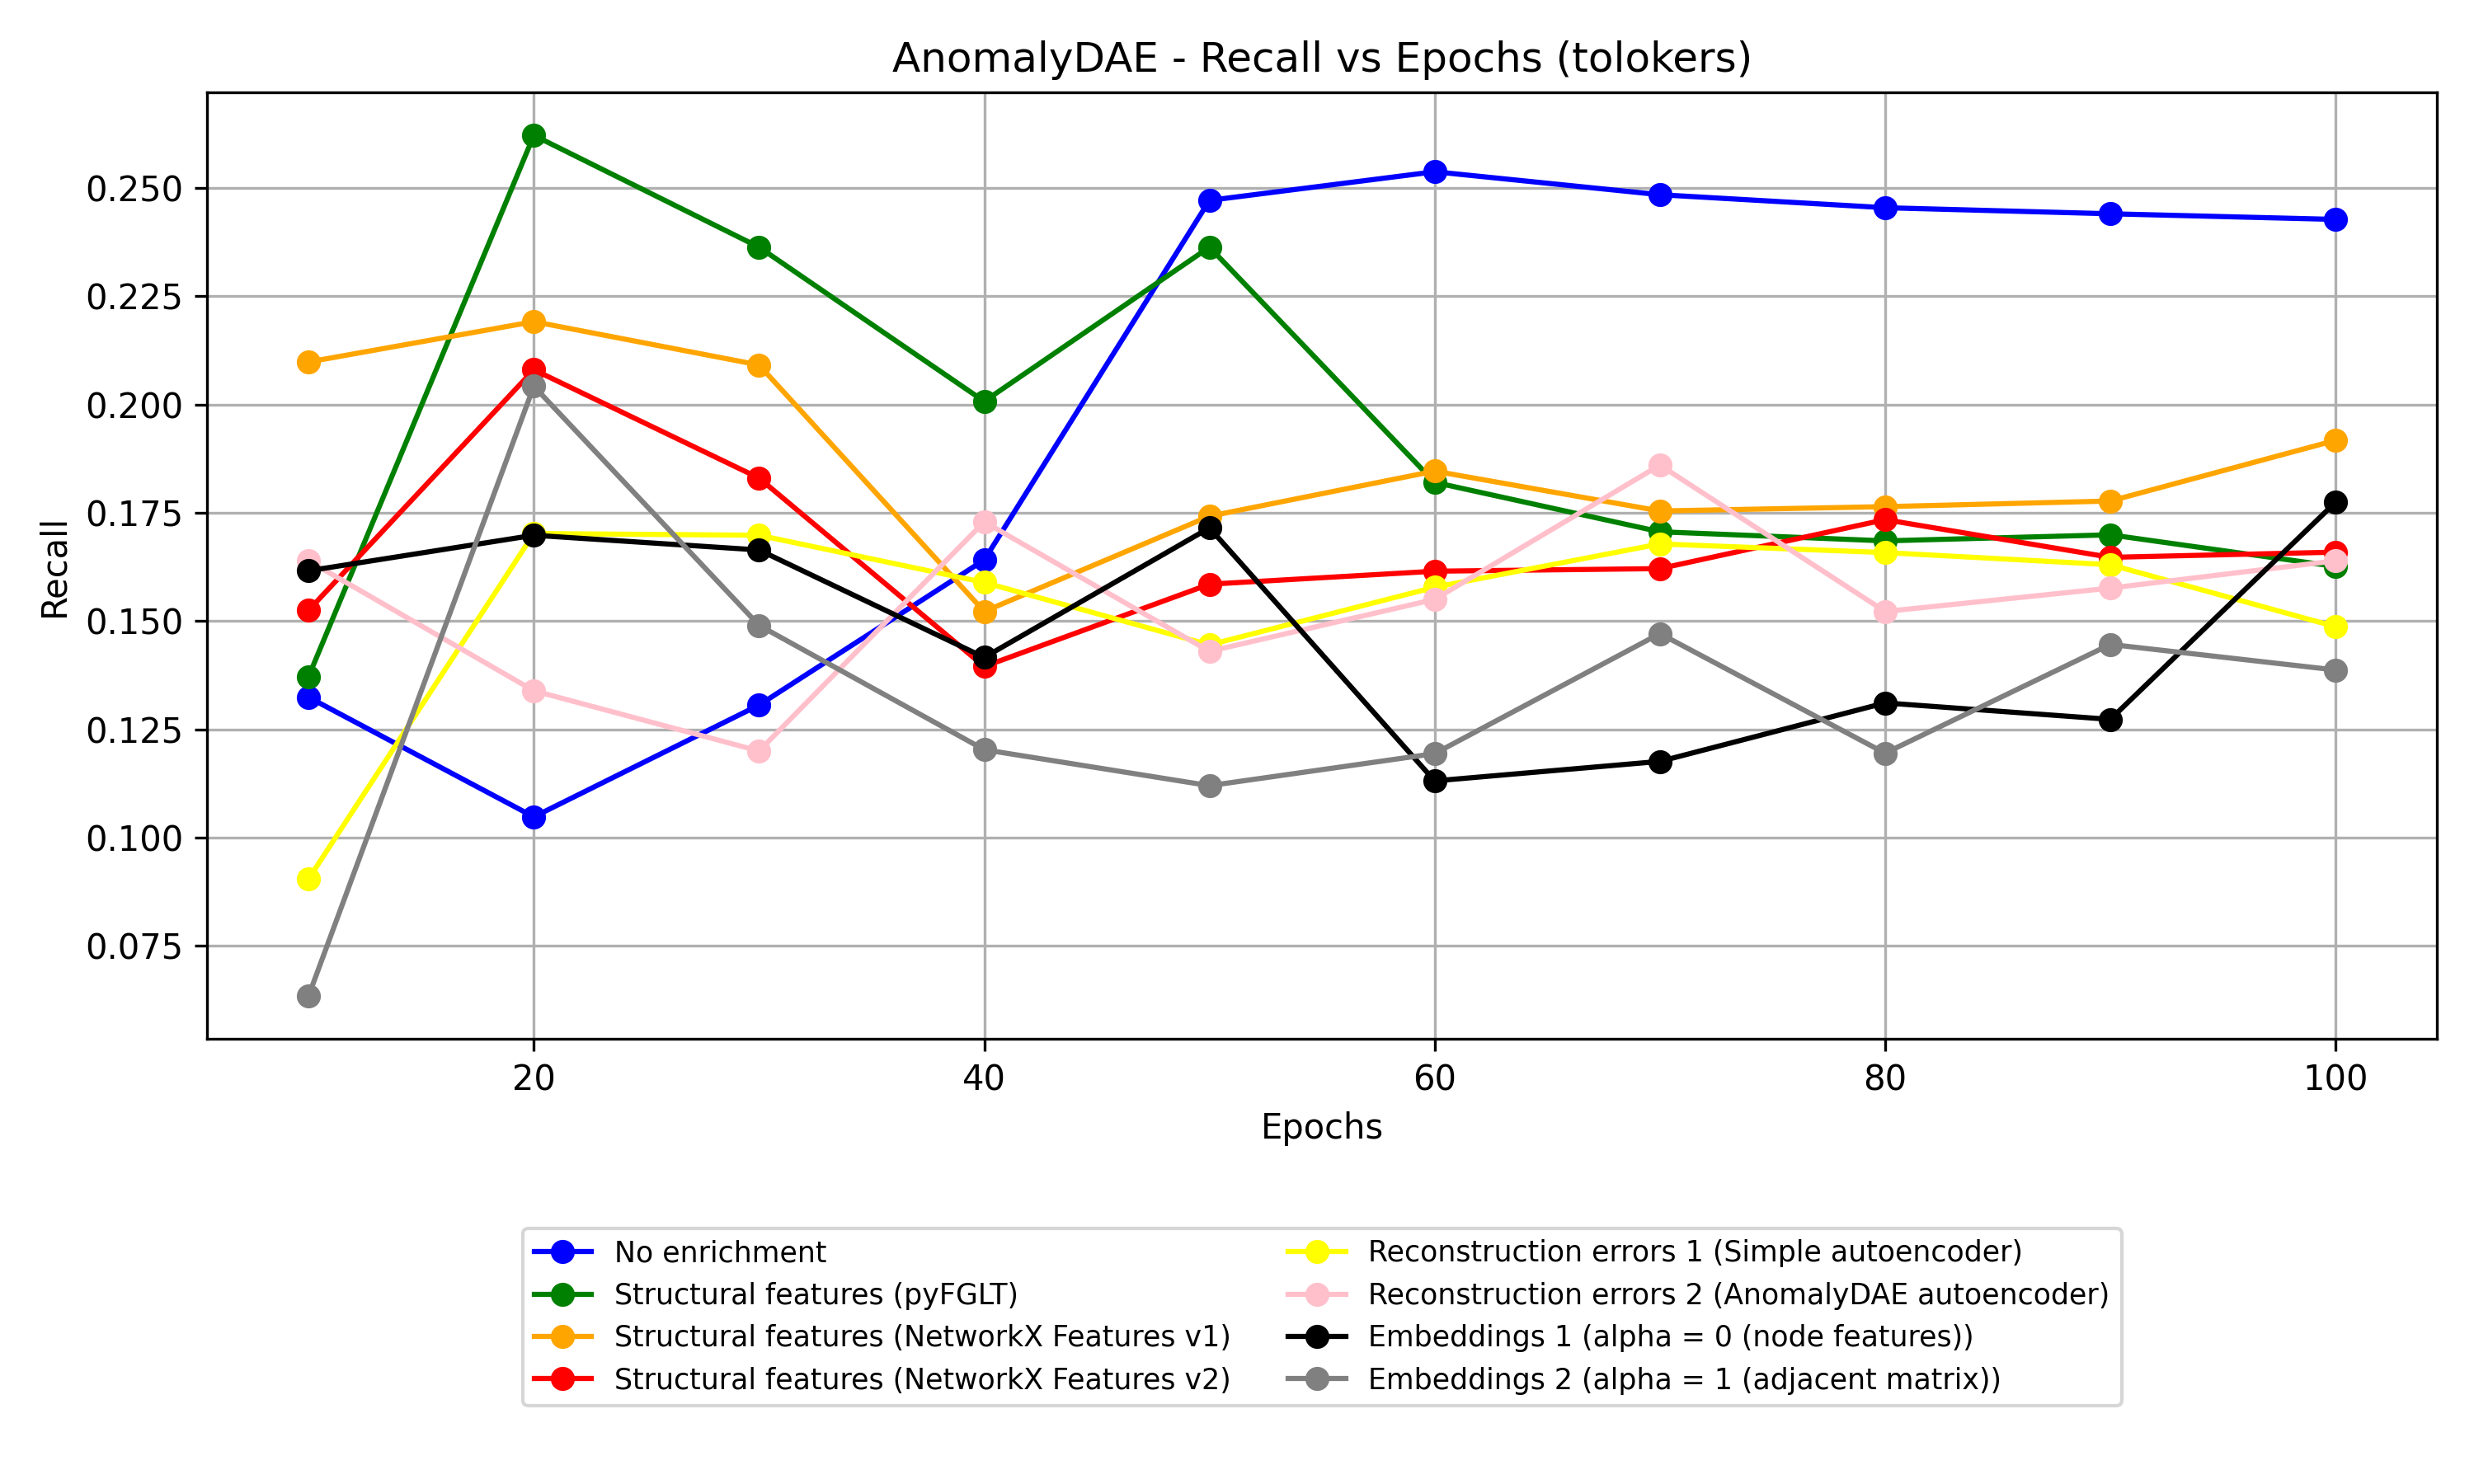 AnomalyDAE - Recall vs Epochs (tolokers)
Recall
0.250
0.225
0.200
0.175
0.150
0.125
0.100
0.075
20 40 60 80 100
Epochs
No enrichment
Structural features (pyFGLT)
Structural features (NetworkX Features v1)
Structural features (NetworkX Features v2)
Reconstruction errors 1 (Simple autoencoder)
Reconstruction errors 2 (AnomalyDAE autoencoder)
Embeddings 1 (alpha = 0 (node features))
Embeddings 2 (alpha = 1 (adjacent matrix))